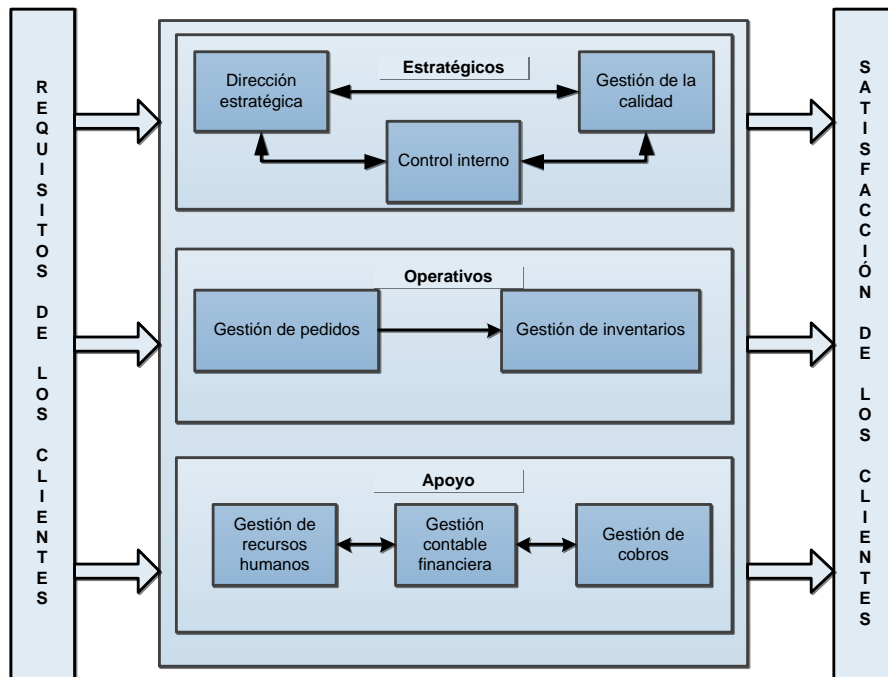 REQUISITOS DE LOS CLIENTES
Estratégicos
Dirección
estratégica
Gestión de la
calidad
Control interno
Operativos
Gestión de pedidos
Gestión de inventarios
Apoyo
Gestión de
recursos
humanos
Gestión
contable
financiera
Gestión de
cobros
SATISFACCIÓN DE LOS CLIENTES